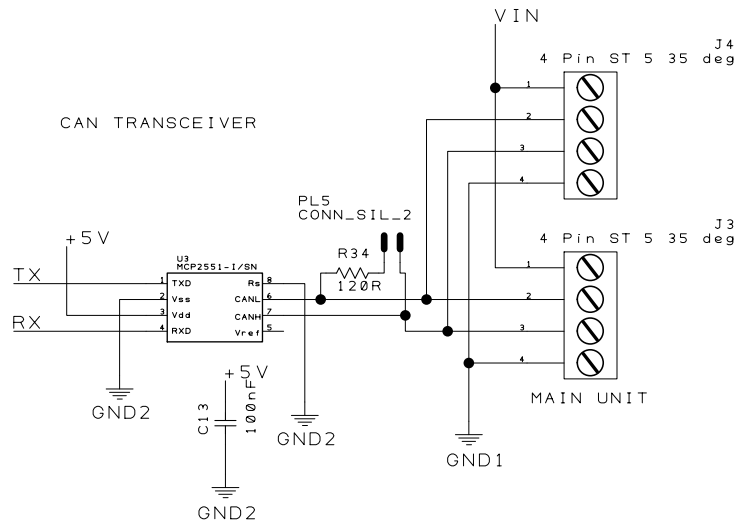 VIN
J4
4 Pin ST 5 35 deg
1
2
3
4
CAN TRANSCEIVER
PL5
CONN_SIL_2
J3
4 Pin ST 5 35 deg
+5V
R34
120R
U3
MCP2551-I/SN
TX
1 TXD Rs 8
2 Vss CANL 6
3 Vdd CANH 7
4 RXD Vref 5
RX
1
2
3
4
MAIN UNIT
+5V
C13
100nF
GND2
GND2
GND1
GND2